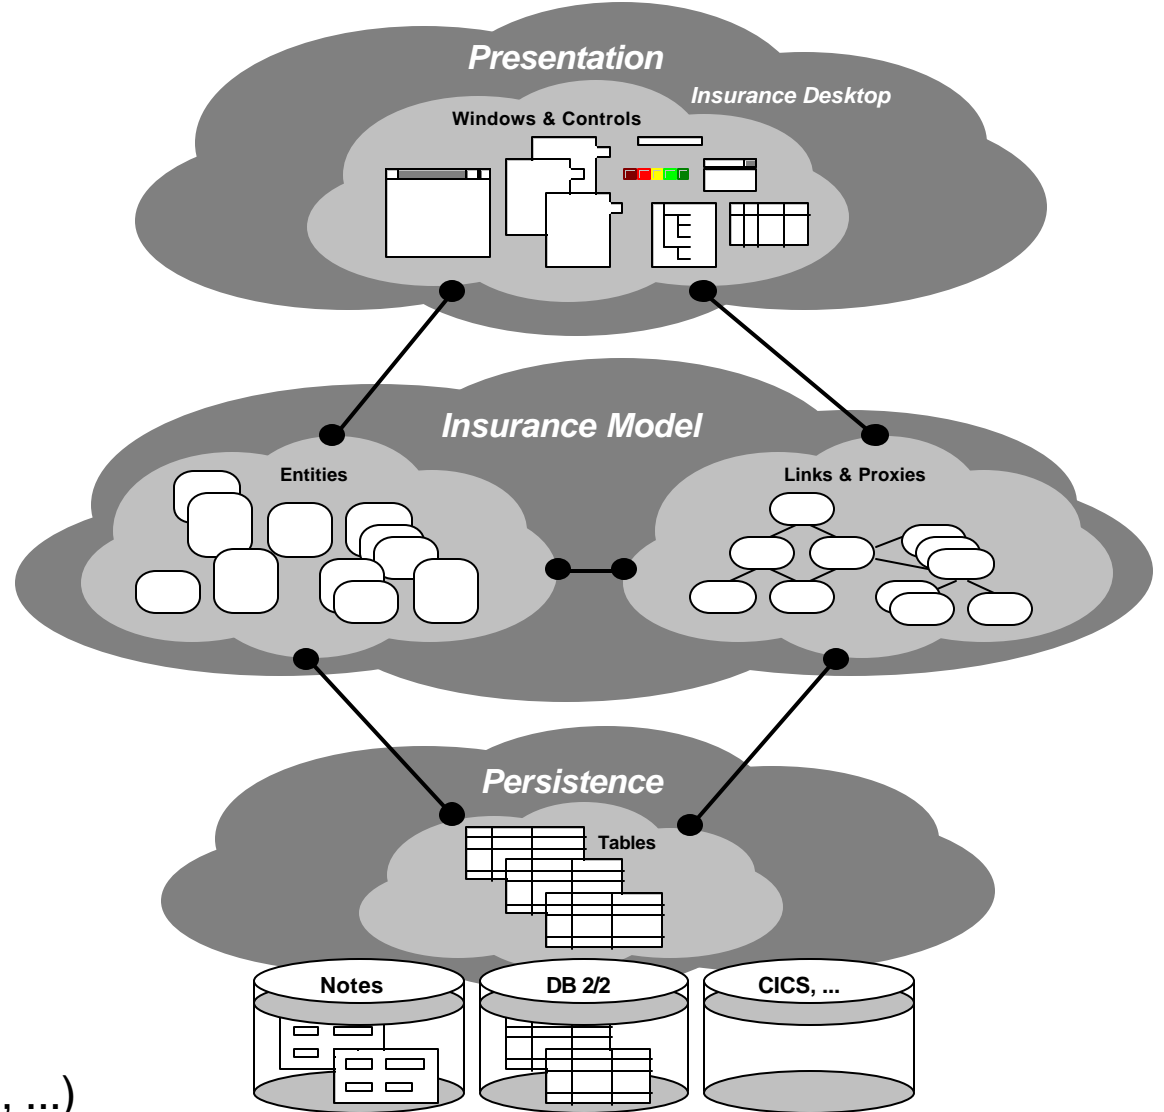 Presentation
Insurance Desktop
Windows & Controls
Insurance Model
Entities
Links & Proxies
Persistence
Tables
Notes
DB 2/2
CICS, ...
, ...)